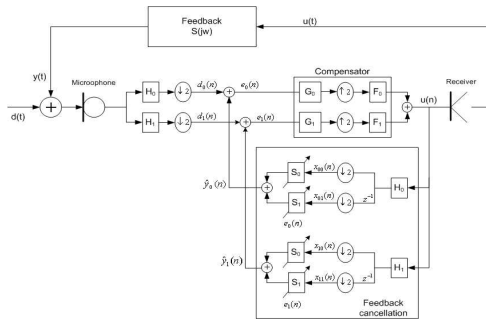 Feedback
S(jw)
u(t)
y(t)
Microophone
d(t)
H₀
↓2
d₀(n)
e₀(n)
Compensator
G₀
↑2
F₀
u(n)
Receiver
H₁
↓2
d₁(n)
e₁(n)
G₁
↑2
F₁
ŷ₀(n)
S₀
x₀₀(n)
↓2
H₀
S₁
x₀₁(n)
↓2
z⁻¹
e₀(n)
ŷ₁(n)
S₀
x₁₀(n)
↓2
H₁
S₁
x₁₁(n)
↓2
z⁻¹
e₁(n)
Feedback
cancellation